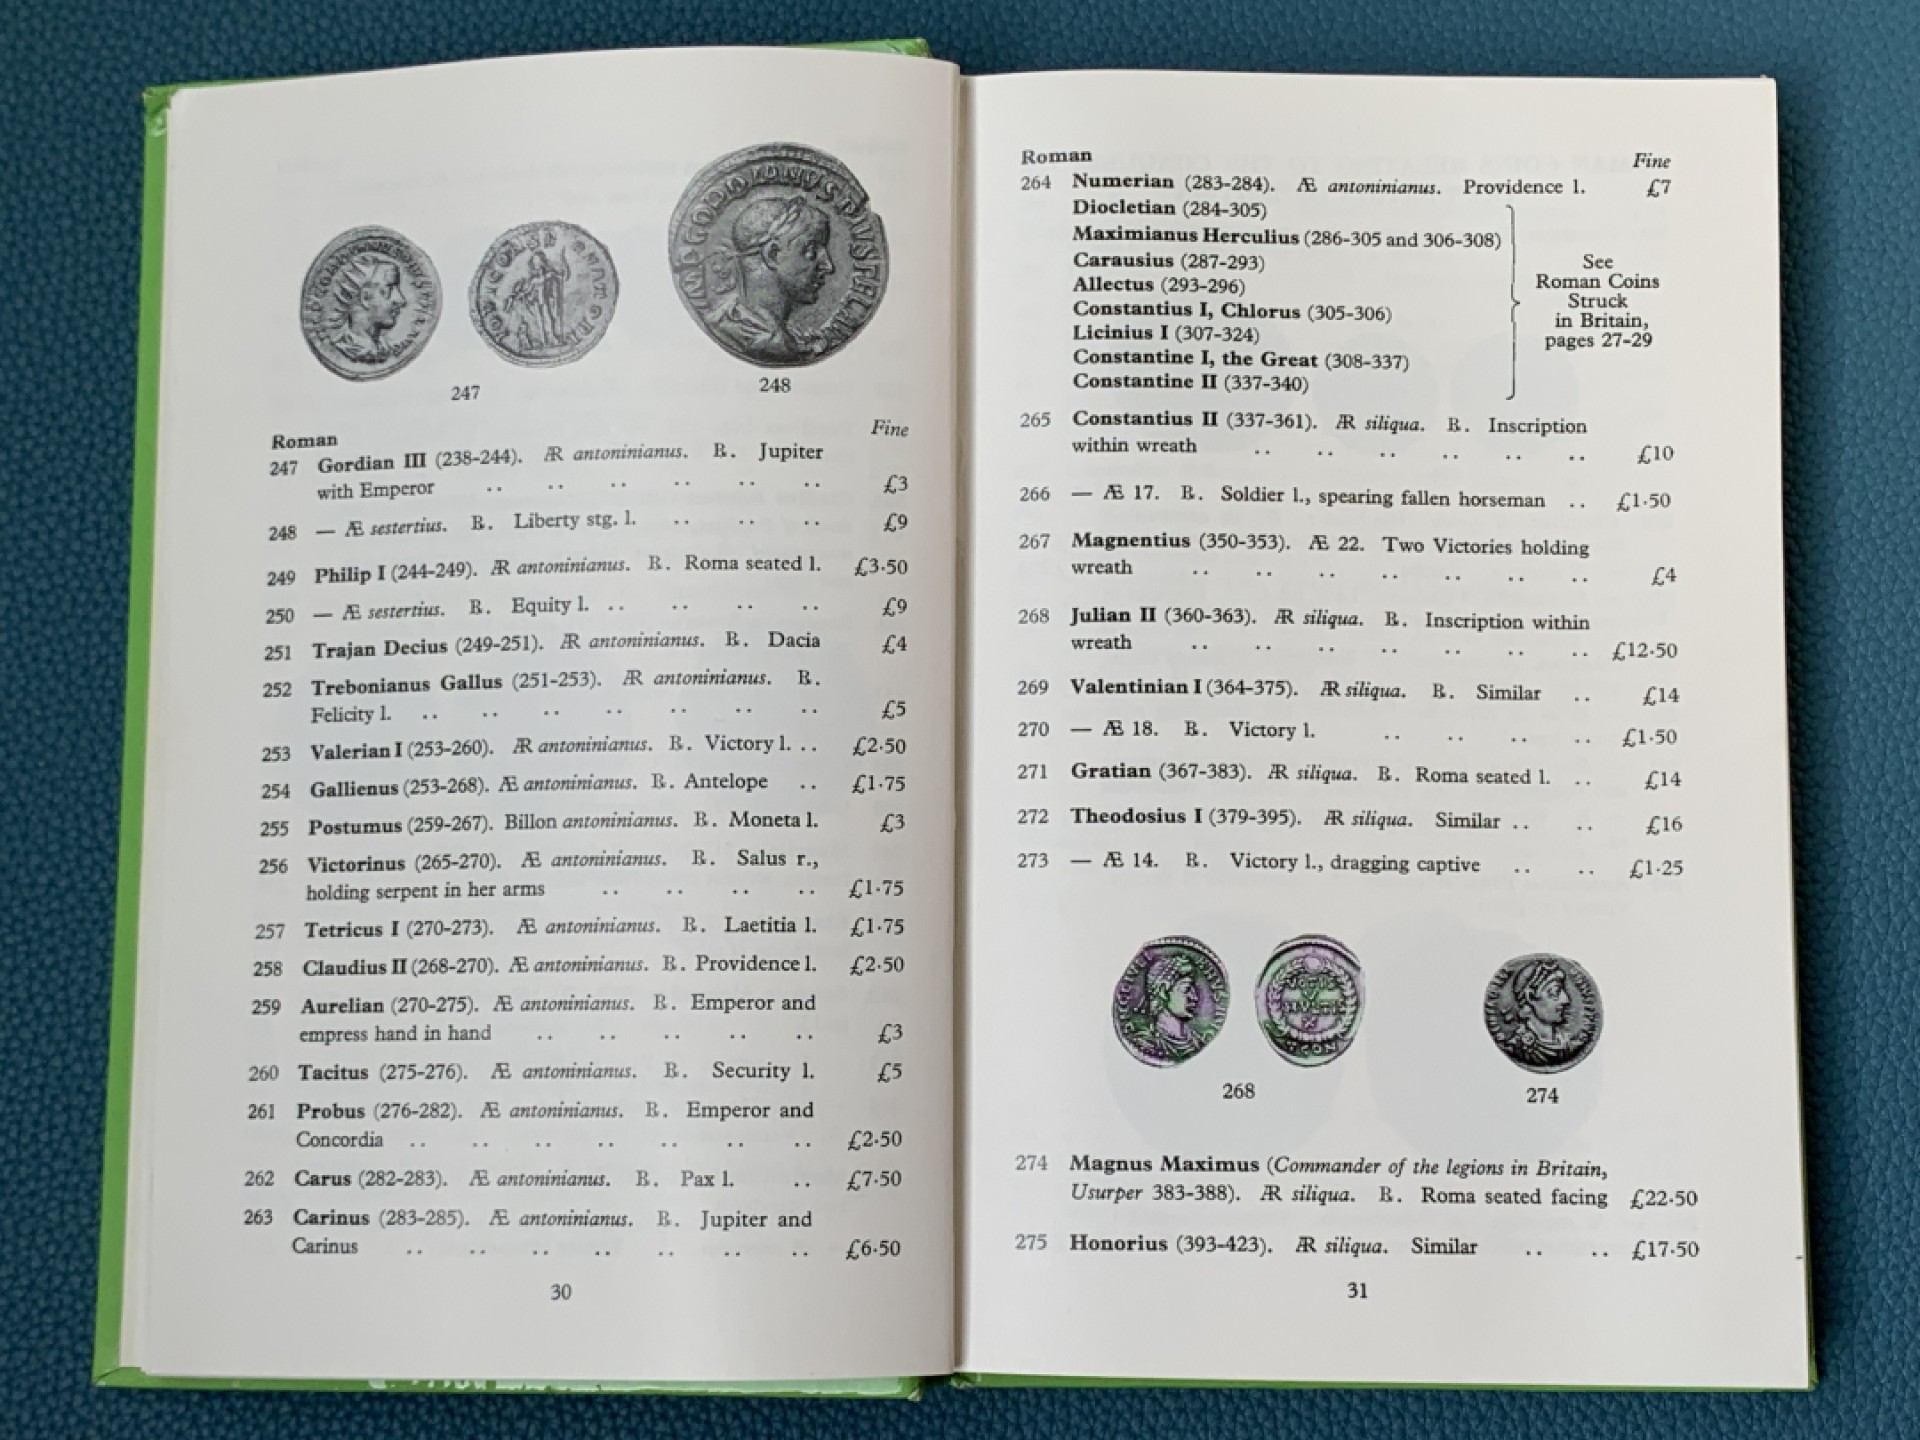 247
248
Fine
Roman
247 Gordian III (238-244). Æ antoninianus. R. Jupiter
with Emperor .. .. .. .. .. .. £3
248 — Æ sestertius. R. Liberty stg. l. .. .. .. £9
249 Philip I (244-249). ÆR antoninianus. R. Roma seated l. £3·50
250 — Æ sestertius. R. Equity l. .. .. .. .. £9
251 Trajan Decius (249-251). ÆR antoninianus. R. Dacia £4
252 Trebonianus Gallus (251-253). ÆR antoninianus. R.
Felicity l. .. .. .. .. .. .. .. £5
253 Valerian I (253-260). ÆR antoninianus. R. Victory l. .. £2·50
254 Gallienus (253-268). Æ antoninianus. R. Antelope .. £1·75
255 Postumus (259-267). Billon antoninianus. R. Moneta l. £3
256 Victorinus (265-270). Æ antoninianus. R. Salus r.,
holding serpent in her arms .. .. .. .. £1·75
257 Tetricus I (270-273). Æ antoninianus. R. Laetitia l. £1·75
258 Claudius II (268-270). Æ antoninianus. R. Providence l. £2·50
259 Aurelian (270-275). Æ antoninianus. R. Emperor and
empress hand in hand .. .. .. .. .. £3
260 Tacitus (275-276). Æ antoninianus. R. Security l. £5
261 Probus (276-282). Æ antoninianus. R. Emperor and
Concordia .. .. .. .. .. .. .. £2·50
262 Carus (282-283). Æ antoninianus. R. Pax l. .. £7·50
263 Carinus (283-285). Æ antoninianus. R. Jupiter and
Carinus .. .. .. .. .. .. .. £6·50
30
Roman Fine
264 Numerian (283-284). Æ antoninianus. Providence l. £7
Diocletian (284-305)
Maximianus Herculius (286-305 and 306-308)
Carausius (287-293)
Allectus (293-296)
Constantius I, Chlorus (305-306)
Licinius I (307-324)
Constantine I, the Great (308-337)
Constantine II (337-340)
See
Roman Coins
Struck
in Britain,
pages 27-29
265 Constantius II (337-361). ÆR siliqua. R. Inscription
within wreath .. .. .. .. .. .. £10
266 — Æ 17. R. Soldier l., spearing fallen horseman .. £1·50
267 Magnentius (350-353). Æ 22. Two Victories holding
wreath .. .. .. .. .. .. .. £4
268 Julian II (360-363). ÆR siliqua. R. Inscription within
wreath .. .. .. .. .. .. .. £12·50
269 Valentinian I (364-375). ÆR siliqua. R. Similar .. £14
270 — Æ 18. R. Victory l. .. .. .. .. £1·50
271 Gratian (367-383). ÆR siliqua. R. Roma seated l. .. £14
272 Theodosius I (379-395). ÆR siliqua. Similar .. .. £16
273 — Æ 14. R. Victory l., dragging captive .. .. £1·25
268
274
274 Magnus Maximus (Commander of the legions in Britain,
Usurper 383-388). ÆR siliqua. R. Roma seated facing £22·50
275 Honorius (393-423). ÆR siliqua. Similar .. .. £17·50
31